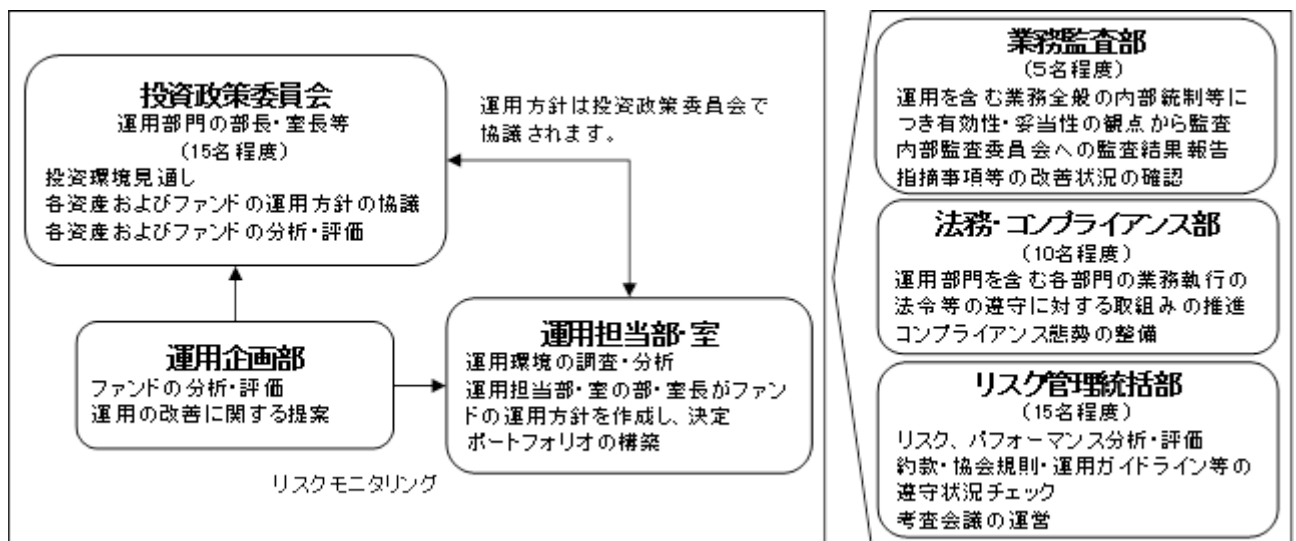 投資政策委員会
運用部門の部長・室長等
(15名程度)
投資環境見通し
各資産およびファンドの運用方針の協議
各資産およびファンドの分析・評価
運用方針は投資政策委員会で
協議されます。
運用企画部
ファンドの分析・評価
運用の改善に関する提案
運用担当部・室
運用環境の調査・分析
運用担当部・室の部・室長がファン
ドの運用方針を作成し、決定
ポートフォリオの構築
リスクモニタリング
業務監査部
(5名程度)
運用を含む業務全般の内部統制等に
つき有効性・妥当性の観点から監査
内部監査委員会への監査結果報告
指摘事項等の改善状況の確認
法務・コンプライアンス部
(10名程度)
運用部門を含む各部門の業務執行の
法令等の遵守に対する取組みの推進
コンプライアンス態勢の整備
リスク管理統括部
(15名程度)
リスク、パフォーマンス分析・評価
約款・協会規則・運用ガイドライン等の
遵守状況チェック
考査会議の運営